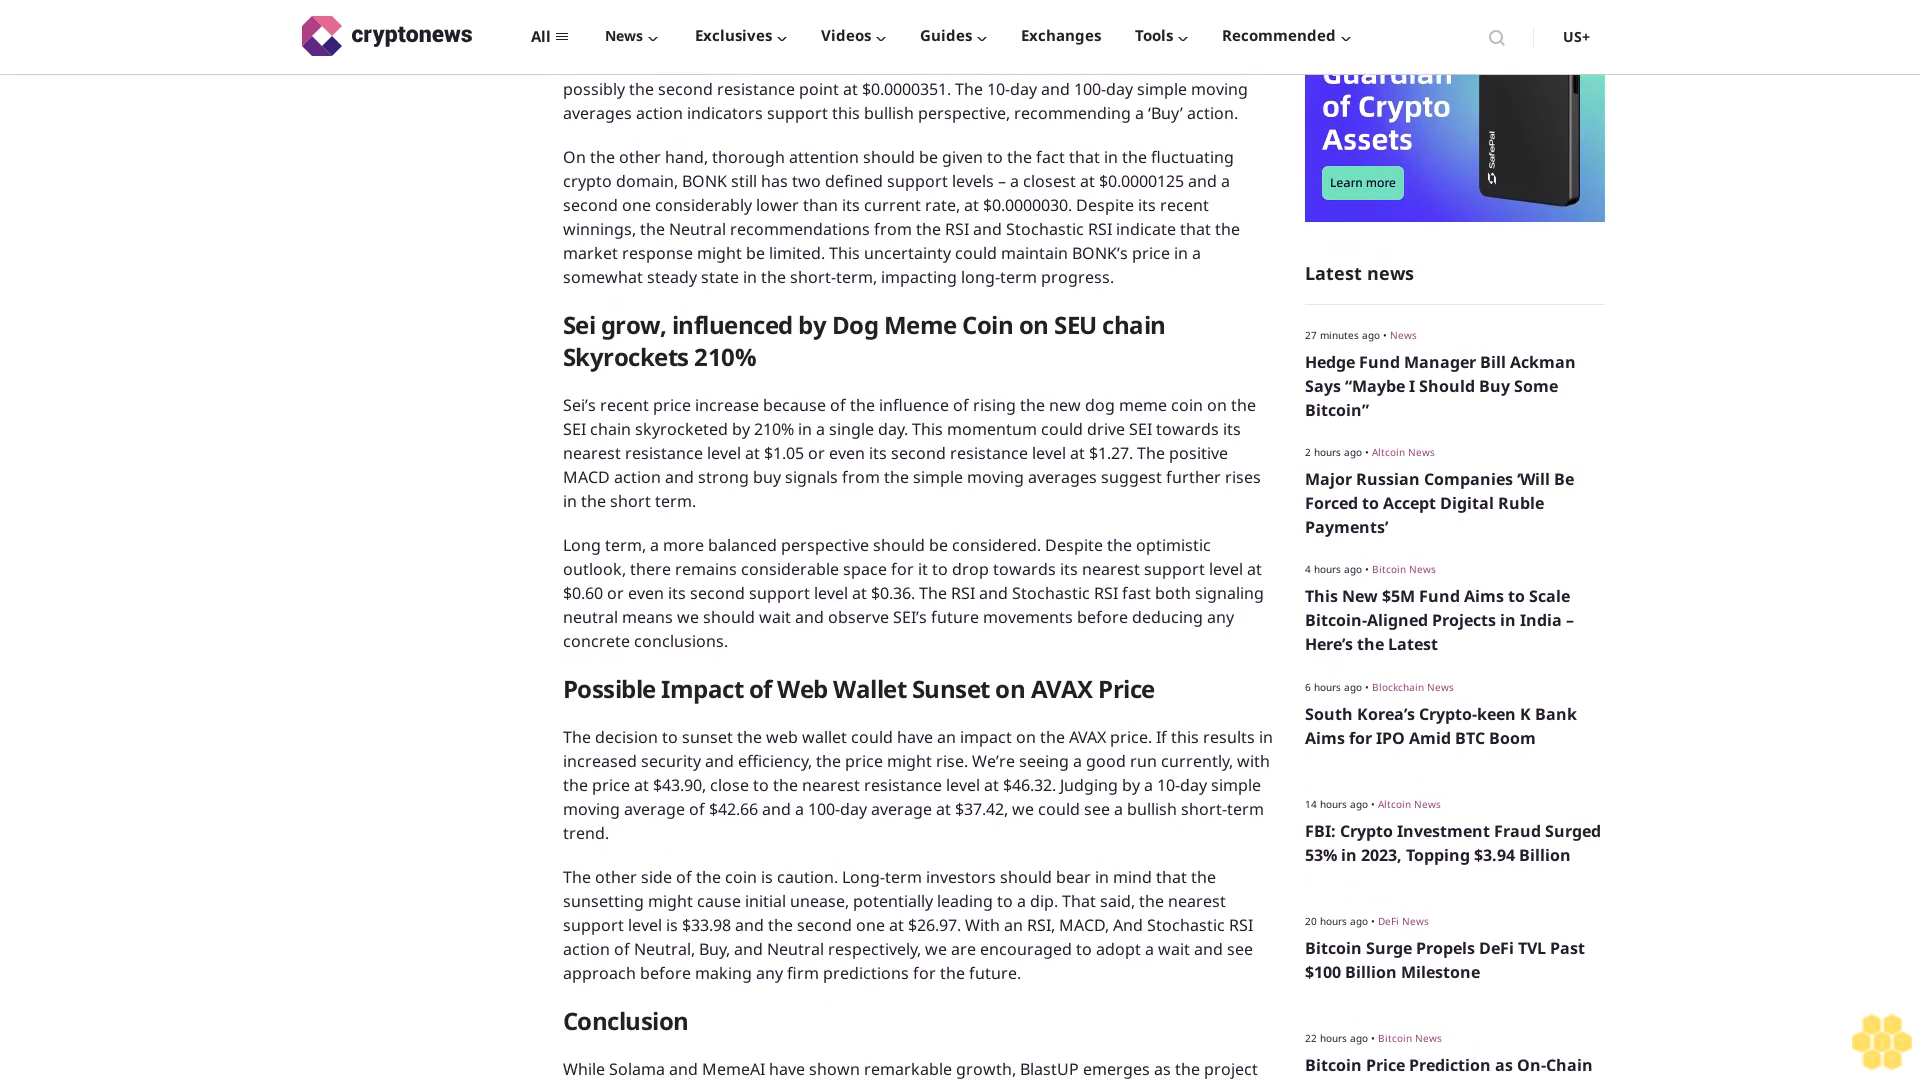 cryptonews
All
News
Exclusives
Videos
Guides
Exchanges
Tools
Recommended
US+
possibly the second resistance point at $0.0000351. The 10-day and 100-day simple moving
averages action indicators support this bullish perspective, recommending a ‘Buy’ action.
On the other hand, thorough attention should be given to the fact that in the fluctuating
crypto domain, BONK still has two defined support levels – a closest at $0.0000125 and a
second one considerably lower than its current rate, at $0.0000030. Despite its recent
winnings, the Neutral recommendations from the RSI and Stochastic RSI indicate that the
market response might be limited. This uncertainty could maintain BONK’s price in a
somewhat steady state in the short-term, impacting long-term progress.
Sei grow, influenced by Dog Meme Coin on SEU chain
Skyrockets 210%
Sei’s recent price increase because of the influence of rising the new dog meme coin on the
SEI chain skyrocketed by 210% in a single day. This momentum could drive SEI towards its
nearest resistance level at $1.05 or even its second resistance level at $1.27. The positive
MACD action and strong buy signals from the simple moving averages suggest further rises
in the short term.
Long term, a more balanced perspective should be considered. Despite the optimistic
outlook, there remains considerable space for it to drop towards its nearest support level at
$0.60 or even its second support level at $0.36. The RSI and Stochastic RSI fast both signaling
neutral means we should wait and observe SEI’s future movements before deducing any
concrete conclusions.
Possible Impact of Web Wallet Sunset on AVAX Price
The decision to sunset the web wallet could have an impact on the AVAX price. If this results in
increased security and efficiency, the price might rise. We’re seeing a good run currently, with
the price at $43.90, close to the nearest resistance level at $46.32. Judging by a 10-day simple
moving average of $42.66 and a 100-day average at $37.42, we could see a bullish short-term
trend.
The other side of the coin is caution. Long-term investors should bear in mind that the
sunsetting might cause initial unease, potentially leading to a dip. That said, the nearest
support level is $33.98 and the second one at $26.97. With an RSI, MACD, And Stochastic RSI
action of Neutral, Buy, and Neutral respectively, we are encouraged to adopt a wait and see
approach before making any firm predictions for the future.
Conclusion
While Solama and MemeAI have shown remarkable growth, BlastUP emerges as the project
Guardian
of Crypto
Assets
Learn more
SafePal
Latest news
27 minutes ago • News
Hedge Fund Manager Bill Ackman
Says “Maybe I Should Buy Some
Bitcoin”
2 hours ago • Altcoin News
Major Russian Companies ‘Will Be
Forced to Accept Digital Ruble
Payments’
4 hours ago • Bitcoin News
This New $5M Fund Aims to Scale
Bitcoin-Aligned Projects in India –
Here’s the Latest
6 hours ago • Blockchain News
South Korea’s Crypto-keen K Bank
Aims for IPO Amid BTC Boom
14 hours ago • Altcoin News
FBI: Crypto Investment Fraud Surged
53% in 2023, Topping $3.94 Billion
20 hours ago • DeFi News
Bitcoin Surge Propels DeFi TVL Past
$100 Billion Milestone
22 hours ago • Bitcoin News
Bitcoin Price Prediction as On-Chain